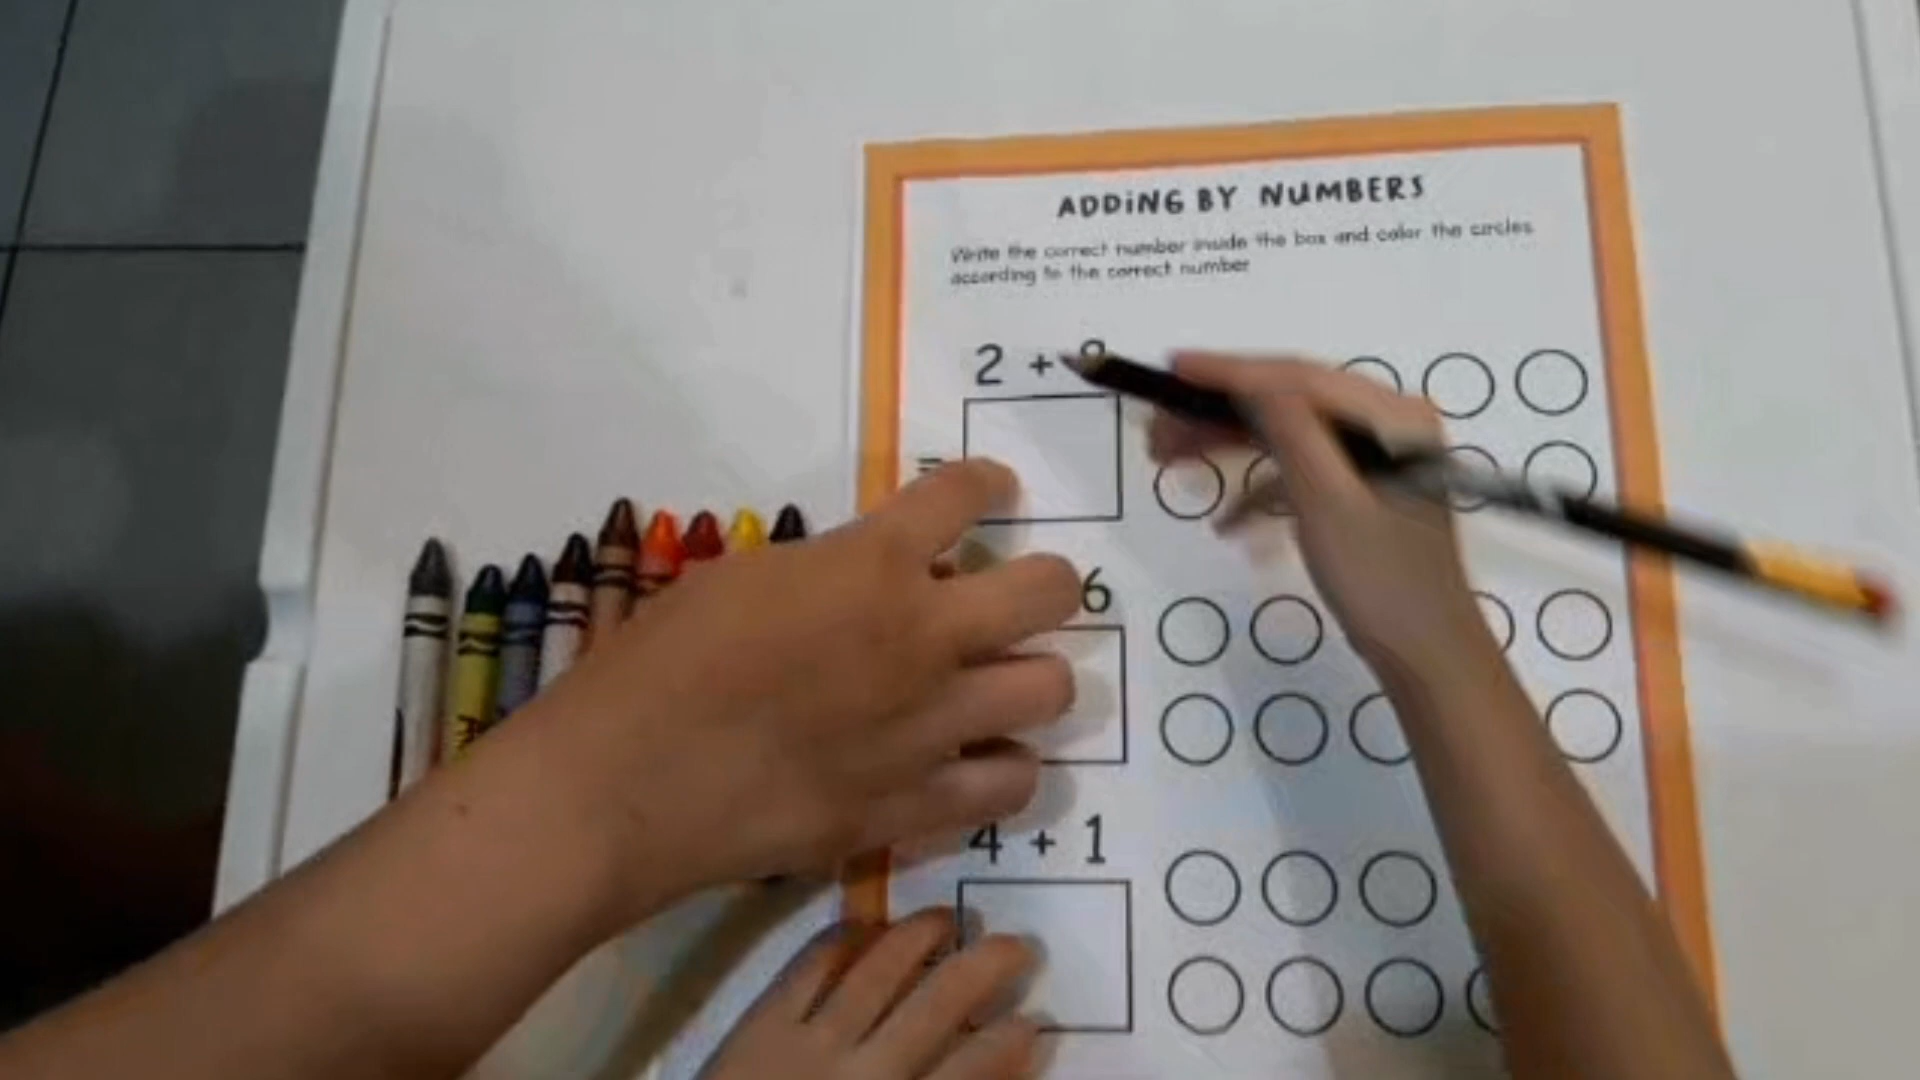 ADDING BY NUMBERS
Write the correct number inside the box and color the circles
according to the correct number
2 +
=
6
4 + 1